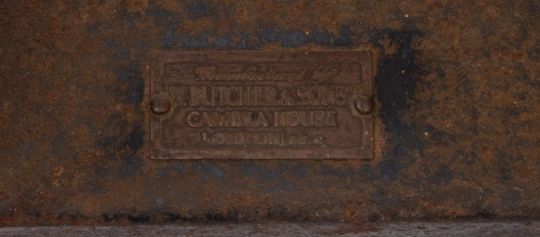 Manufactured by
W. BUTCHER & SONS
CAMERA HOUSE
LONDON E.C.